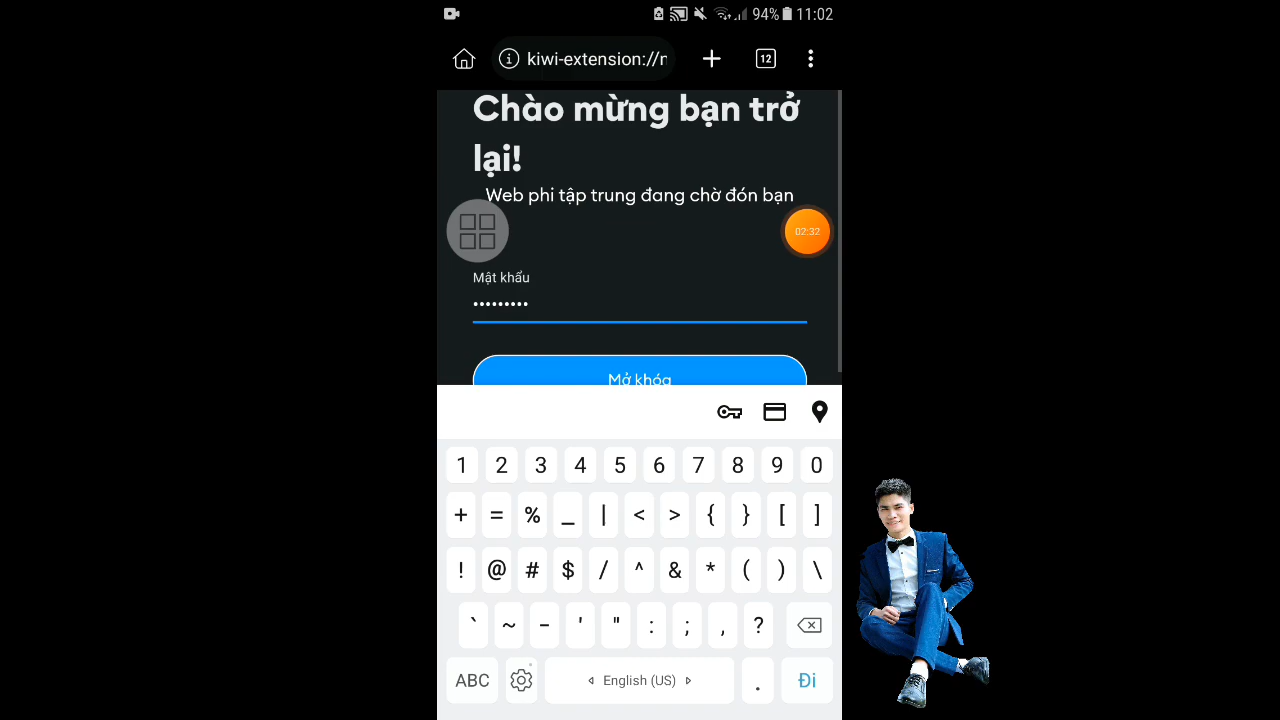 94% 11:02
kiwi-extension://n
12
Chào mừng bạn trở
lại!
Web phi tập trung đang chờ đón bạn
02:32
Mật khẩu
•••••••••
Mở khóa
1 2 3 4 5 6 7 8 9 0
+ = % _ | < > { } [ ]
! @ # $ / ^ & * ( ) \
` ~ - ' " : ; , ?
ABC English (US) . Đi